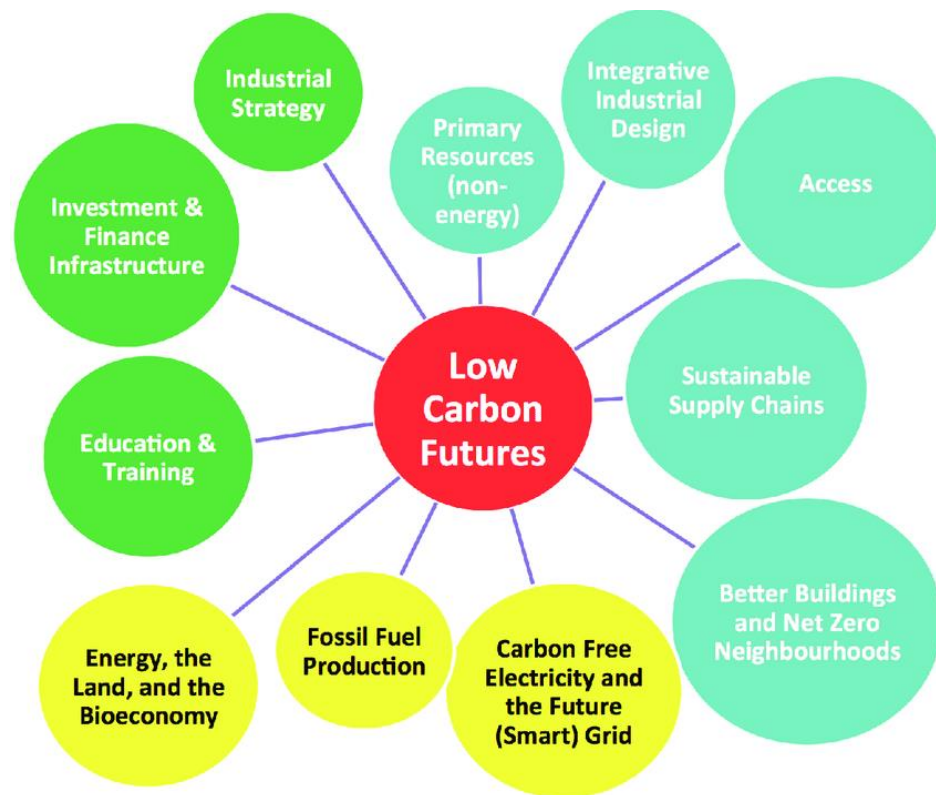 Industrial
Strategy
Primary
Resources
(non-
energy)
Integrative
Industrial
Design
Access
Investment &
Finance
Infrastructure
Low
Carbon
Futures
Sustainable
Supply Chains
Education &
Training
Better Buildings
and Net Zero
Neighbourhoods
Energy, the
Land, and the
Bioeconomy
Fossil Fuel
Production
Carbon Free
Electricity and
the Future
(Smart) Grid